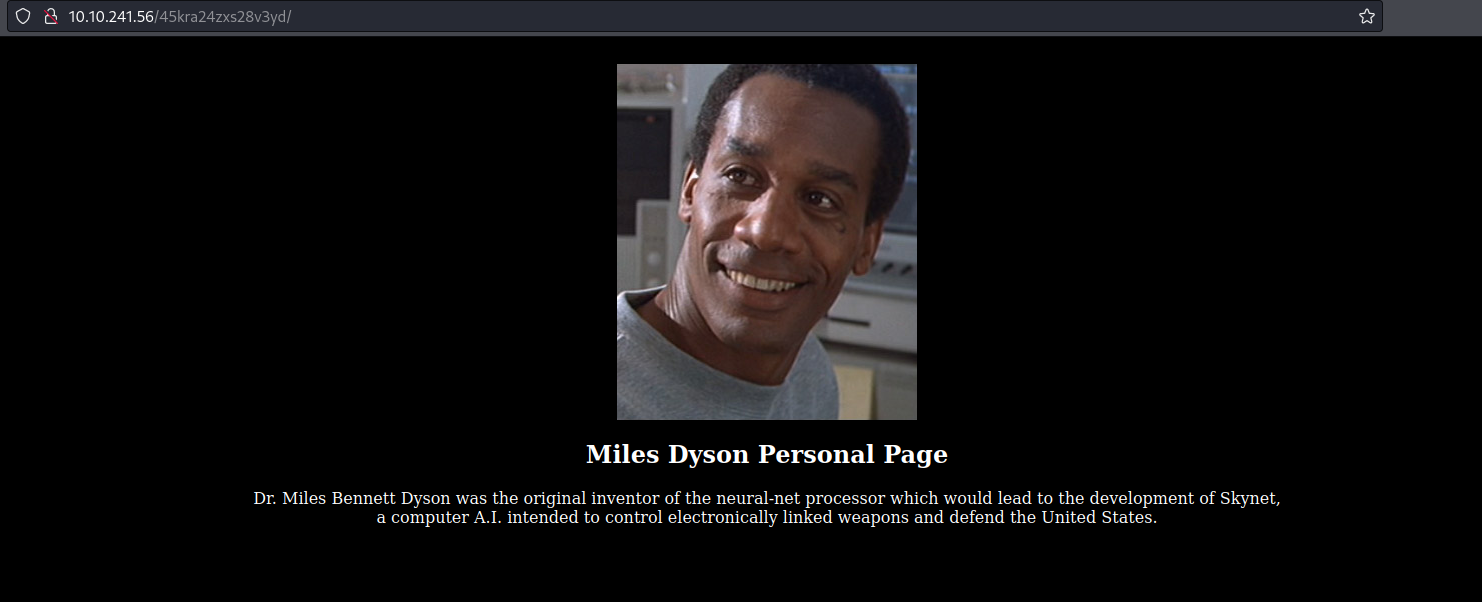 10.10.241.56/45kra24zxs28v3yd/
Miles Dyson Personal Page
Dr. Miles Bennett Dyson was the original inventor of the neural-net processor which would lead to the development of Skynet,
a computer A.I. intended to control electronically linked weapons and defend the United States.